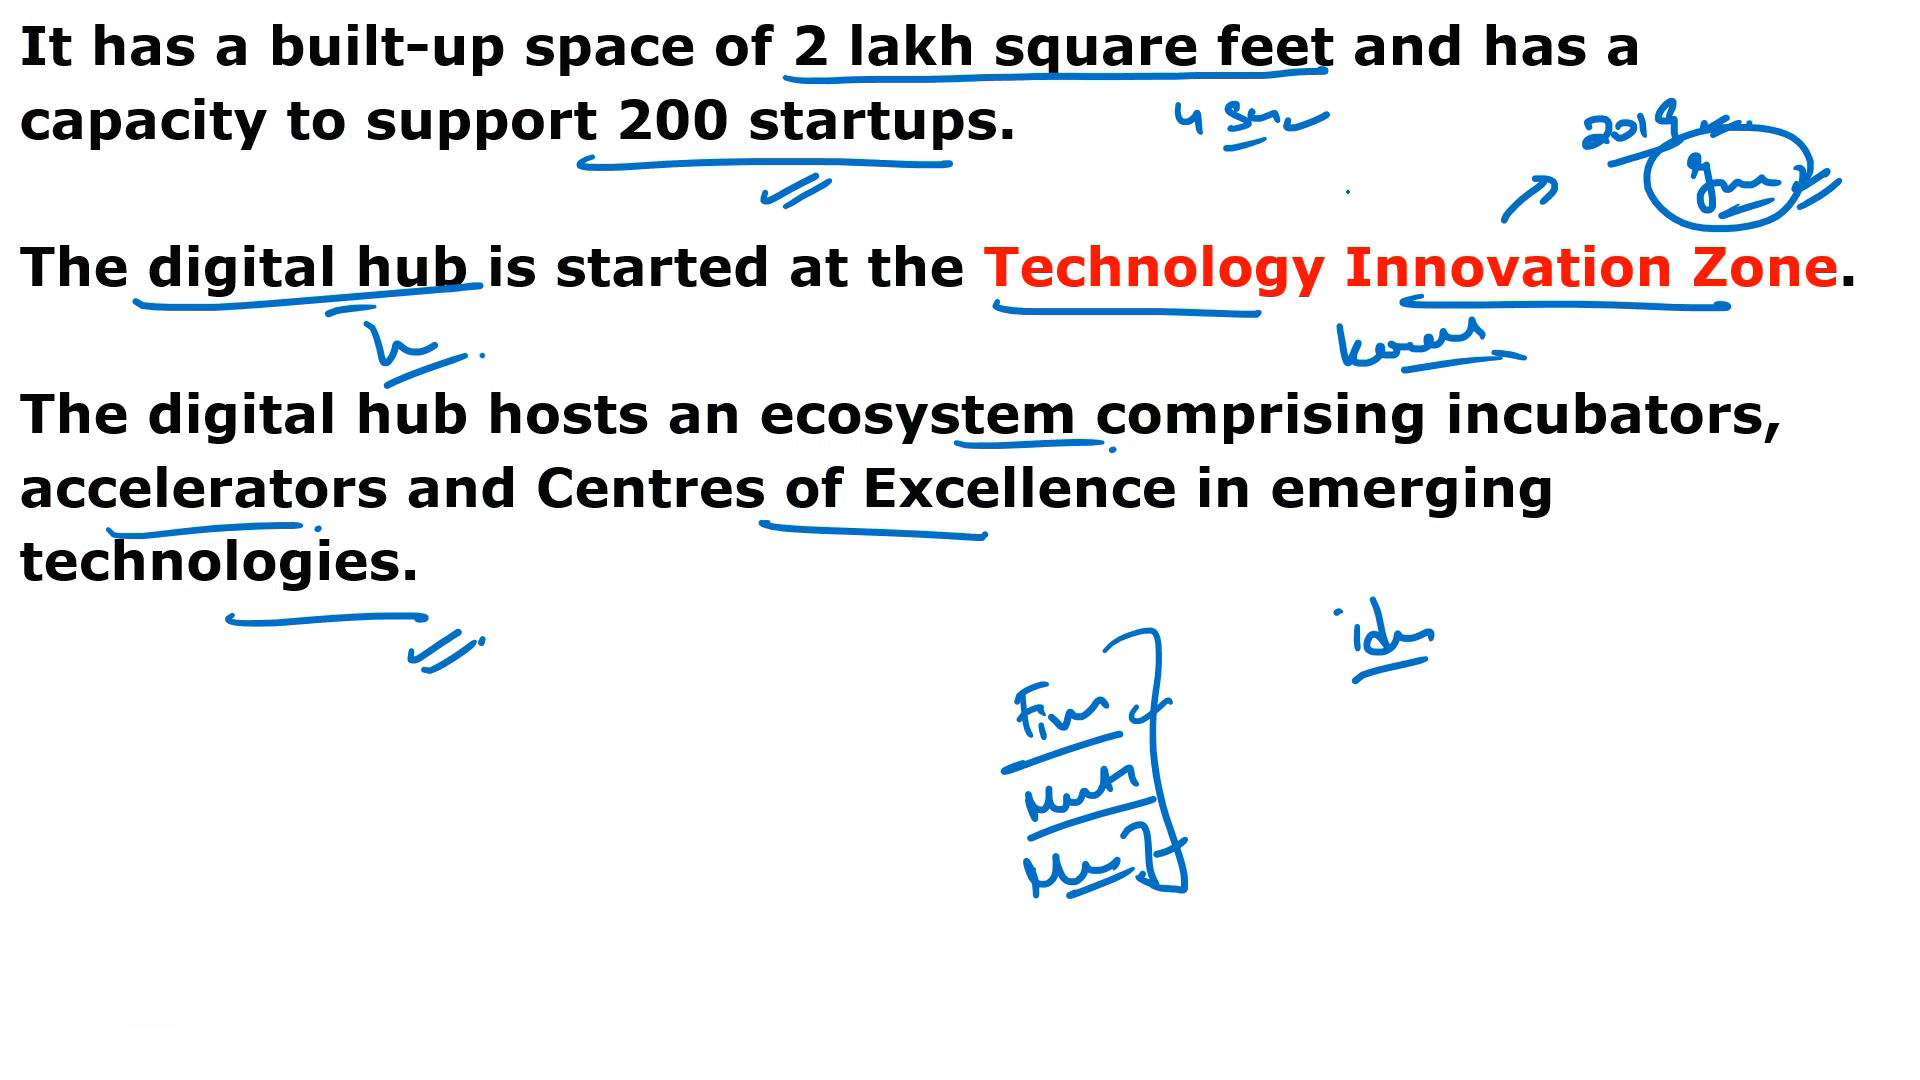 It has a built-up space of 2 lakh square feet and has a
capacity to support 200 startups.
2019
The digital hub is started at the Technology Innovation Zone.
The digital hub hosts an ecosystem comprising incubators,
accelerators and Centres of Excellence in emerging
technologies.